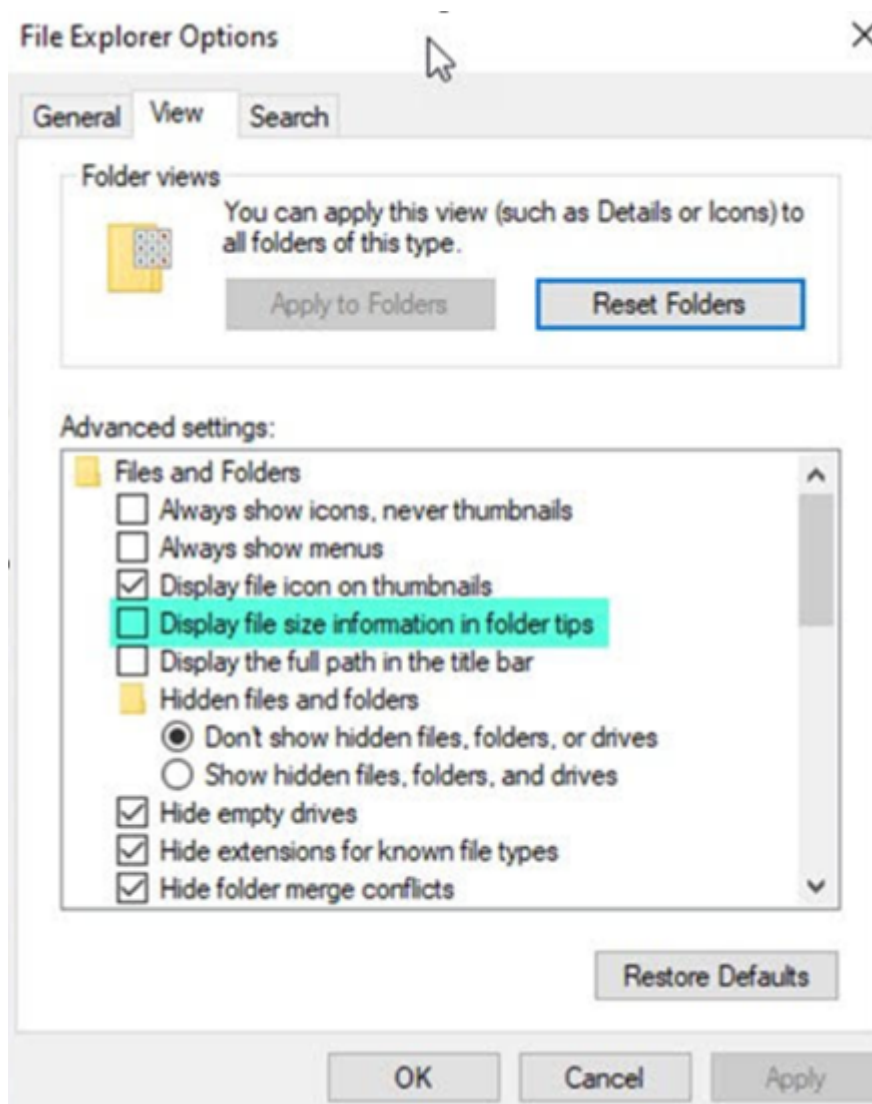 File Explorer Options
General View Search
Folder views
You can apply this view (such as Details or Icons) to
all folders of this type.
Apply to Folders Reset Folders
Advanced settings:
Files and Folders
Always show icons, never thumbnails
Always show menus
Display file icon on thumbnails
Display file size information in folder tips
Display the full path in the title bar
Hidden files and folders
Don't show hidden files, folders, or drives
Show hidden files, folders, and drives
Hide empty drives
Hide extensions for known file types
Hide folder merge conflicts
Restore Defaults
OK Cancel Apply